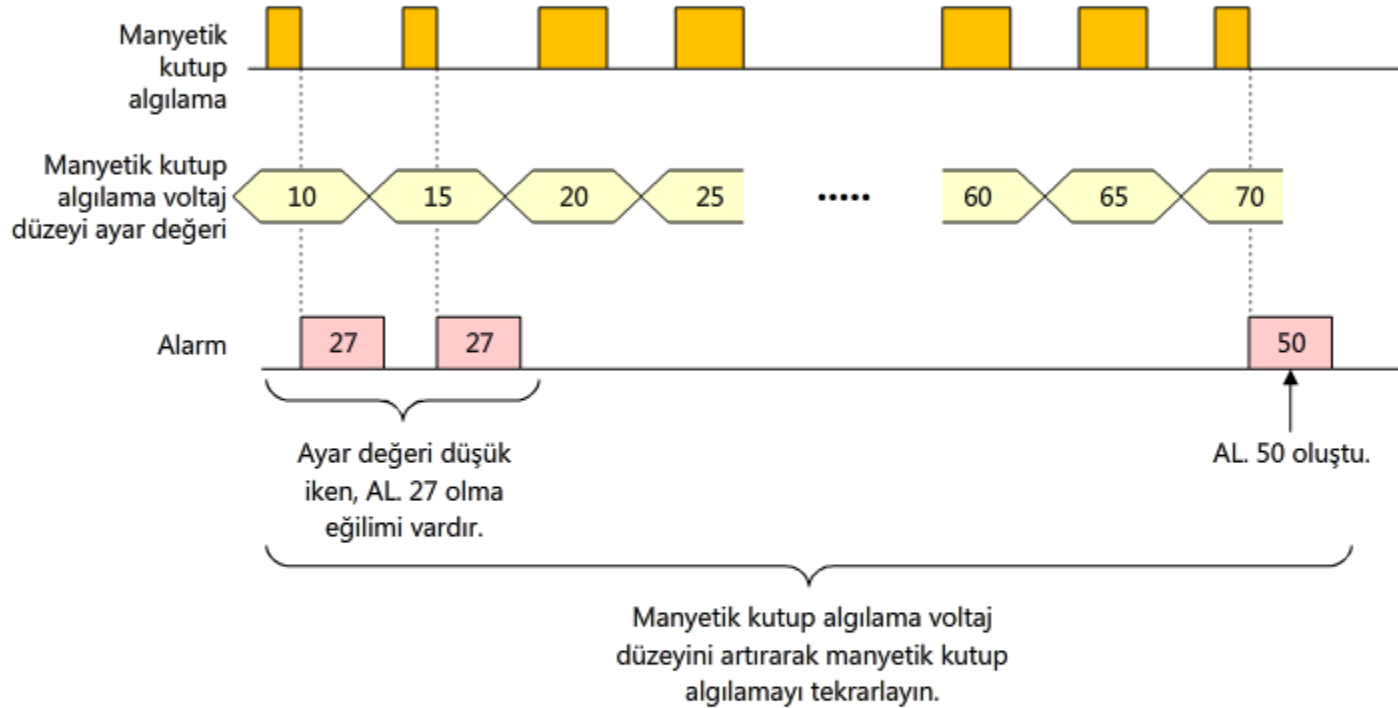 Manyetik
kutup
algılama
Manyetik kutup
algılama voltaj
düzeyi ayar değeri
10
15
20
25
.....
60
65
70
Alarm
27
27
50
Ayar değeri düşük
iken, AL. 27 olma
eğilimi vardır.
AL. 50 oluştu.
Manyetik kutup algılama voltaj
düzeyini artırarak manyetik kutup
algılamayı tekrarlayın.